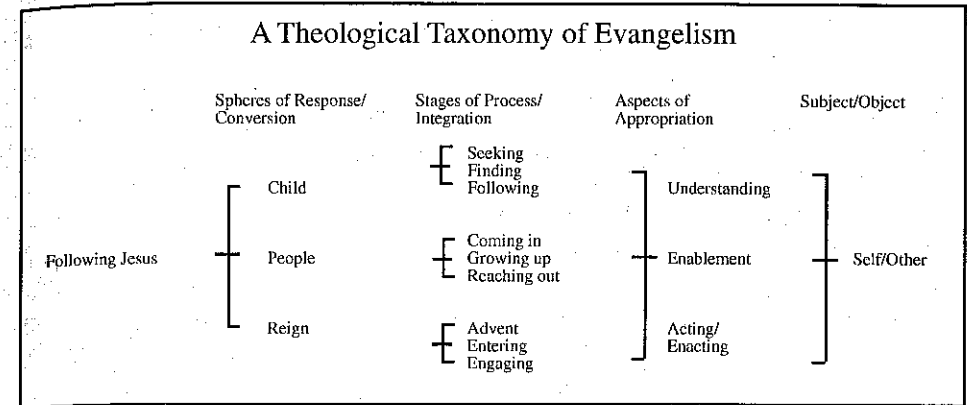 A Theological Taxonomy of Evangelism
Spheres of Response/
Conversion
Stages of Process/
Integration
Aspects of
Appropriation
Subject/Object
Seeking
Finding
Following
Child
Understanding
Coming in
Growing up
Reaching out
Following Jesus
People
Enablement
Self/Other
Reign
Advent
Entering
Engaging
Acting/
Enacting